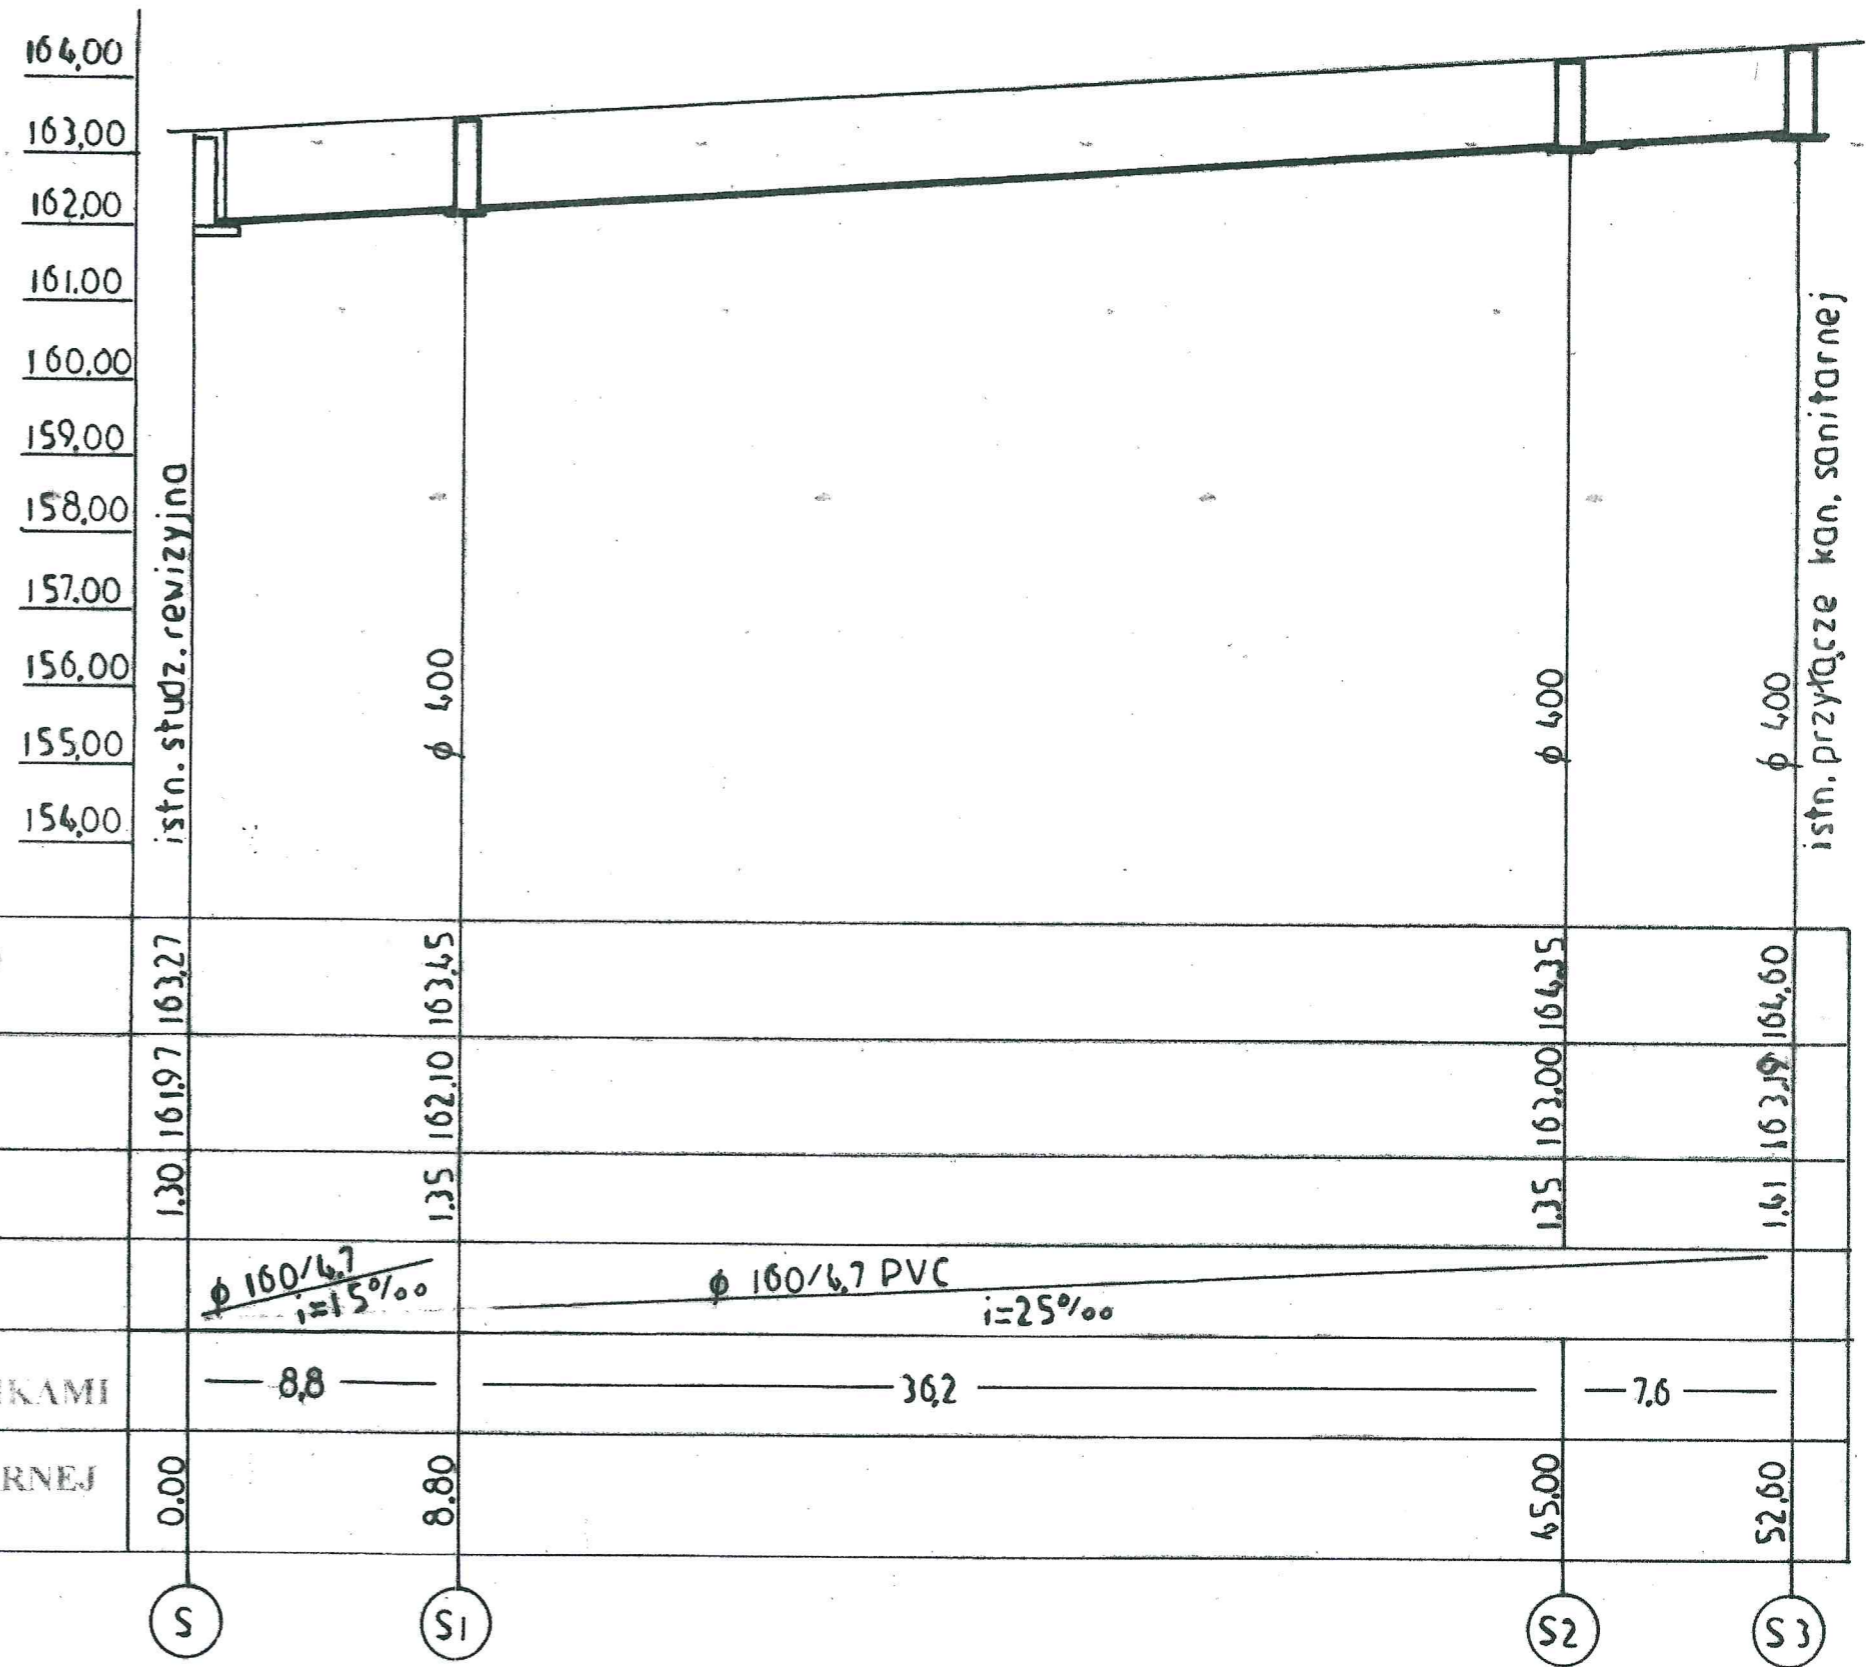 164,00
163,00
162,00
161.00
160,00
159.00
158,00
157.00
156,00
155,00
154,00
istn. studz. rewizyjna
φ 400
φ 400
φ 400
istn. przyłącze kan. sanitarnej
163,27
163,45
164,35
164,60
161,97
162,10
163,00
163,19
1.30
1.35
1.35
1.41
φ 160/4,7
i=15‰
φ 160/4,7 PVC
i=25‰
KAMI
8,8
36,2
7,6
RNEJ
0.00
8.80
45.00
52,60
S
S1
S2
S3